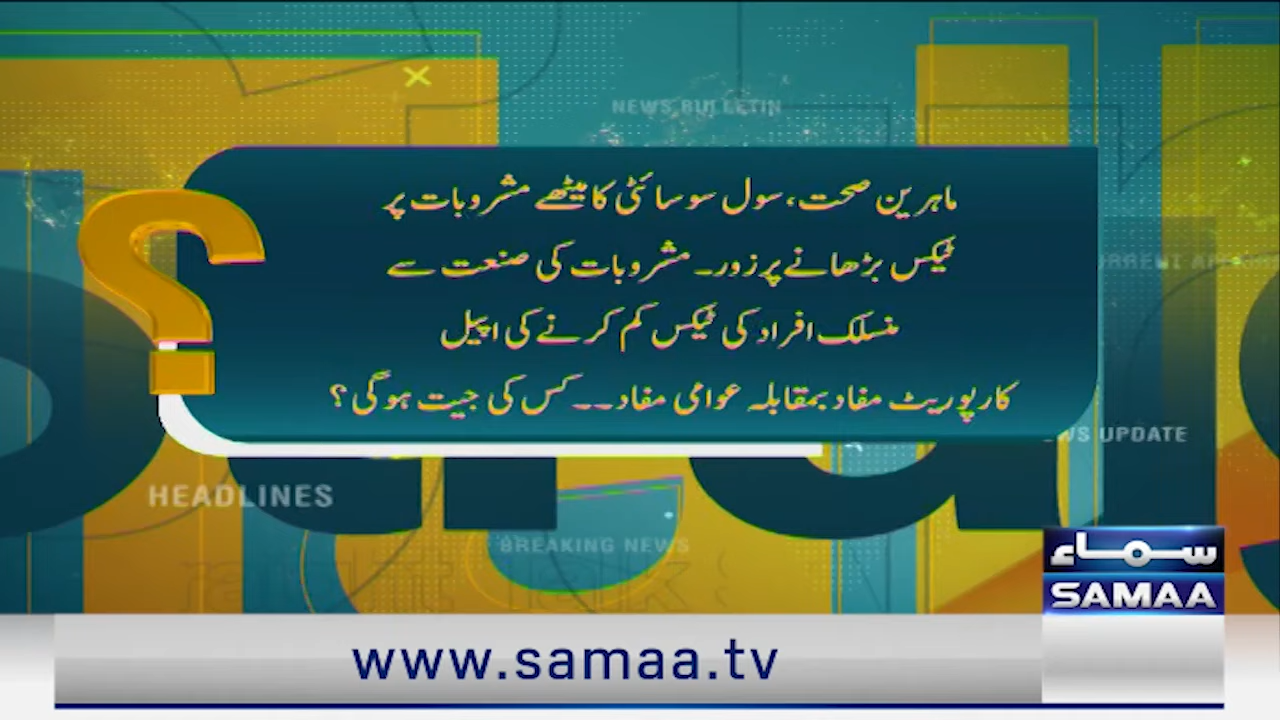 NEWS BULLETIN
ماہرین صحت، سول سوسائٹی کا میٹھے مشروبات پر
ٹیکس بڑھانے پر زور۔ مشروبات کی صنعت سے
منسلک افراد کی ٹیکس کم کرنے کی اپیل
کارپوریٹ مفاد بمقابلہ عوامی مفاد۔۔ کس کی جیت ہوگی؟
UPDATE
HEADLINES
BREAKING NEWS
سماء
SAMAA
www.samaa.tv